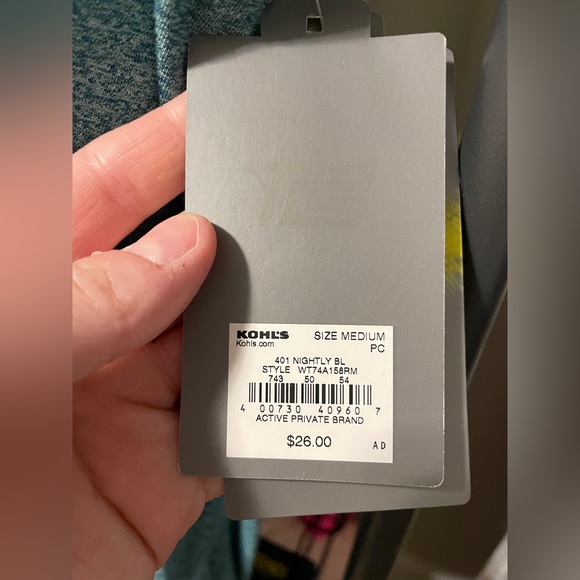 KOHL'S SIZE MEDIUM
Kohls.com PC
401 NIGHTLY BL
STYLE WT74A158RM
743 50 54
4 00730 40960 7
ACTIVE PRIVATE BRAND
$26.00 A D